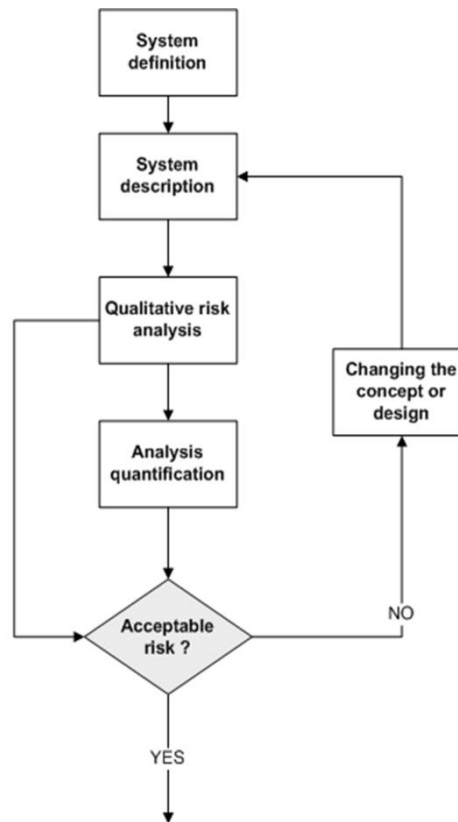 System
definition
System
description
Qualitative risk
analysis
Changing the
concept or
design
Analysis
quantification
Acceptable
risk ?
NO
YES